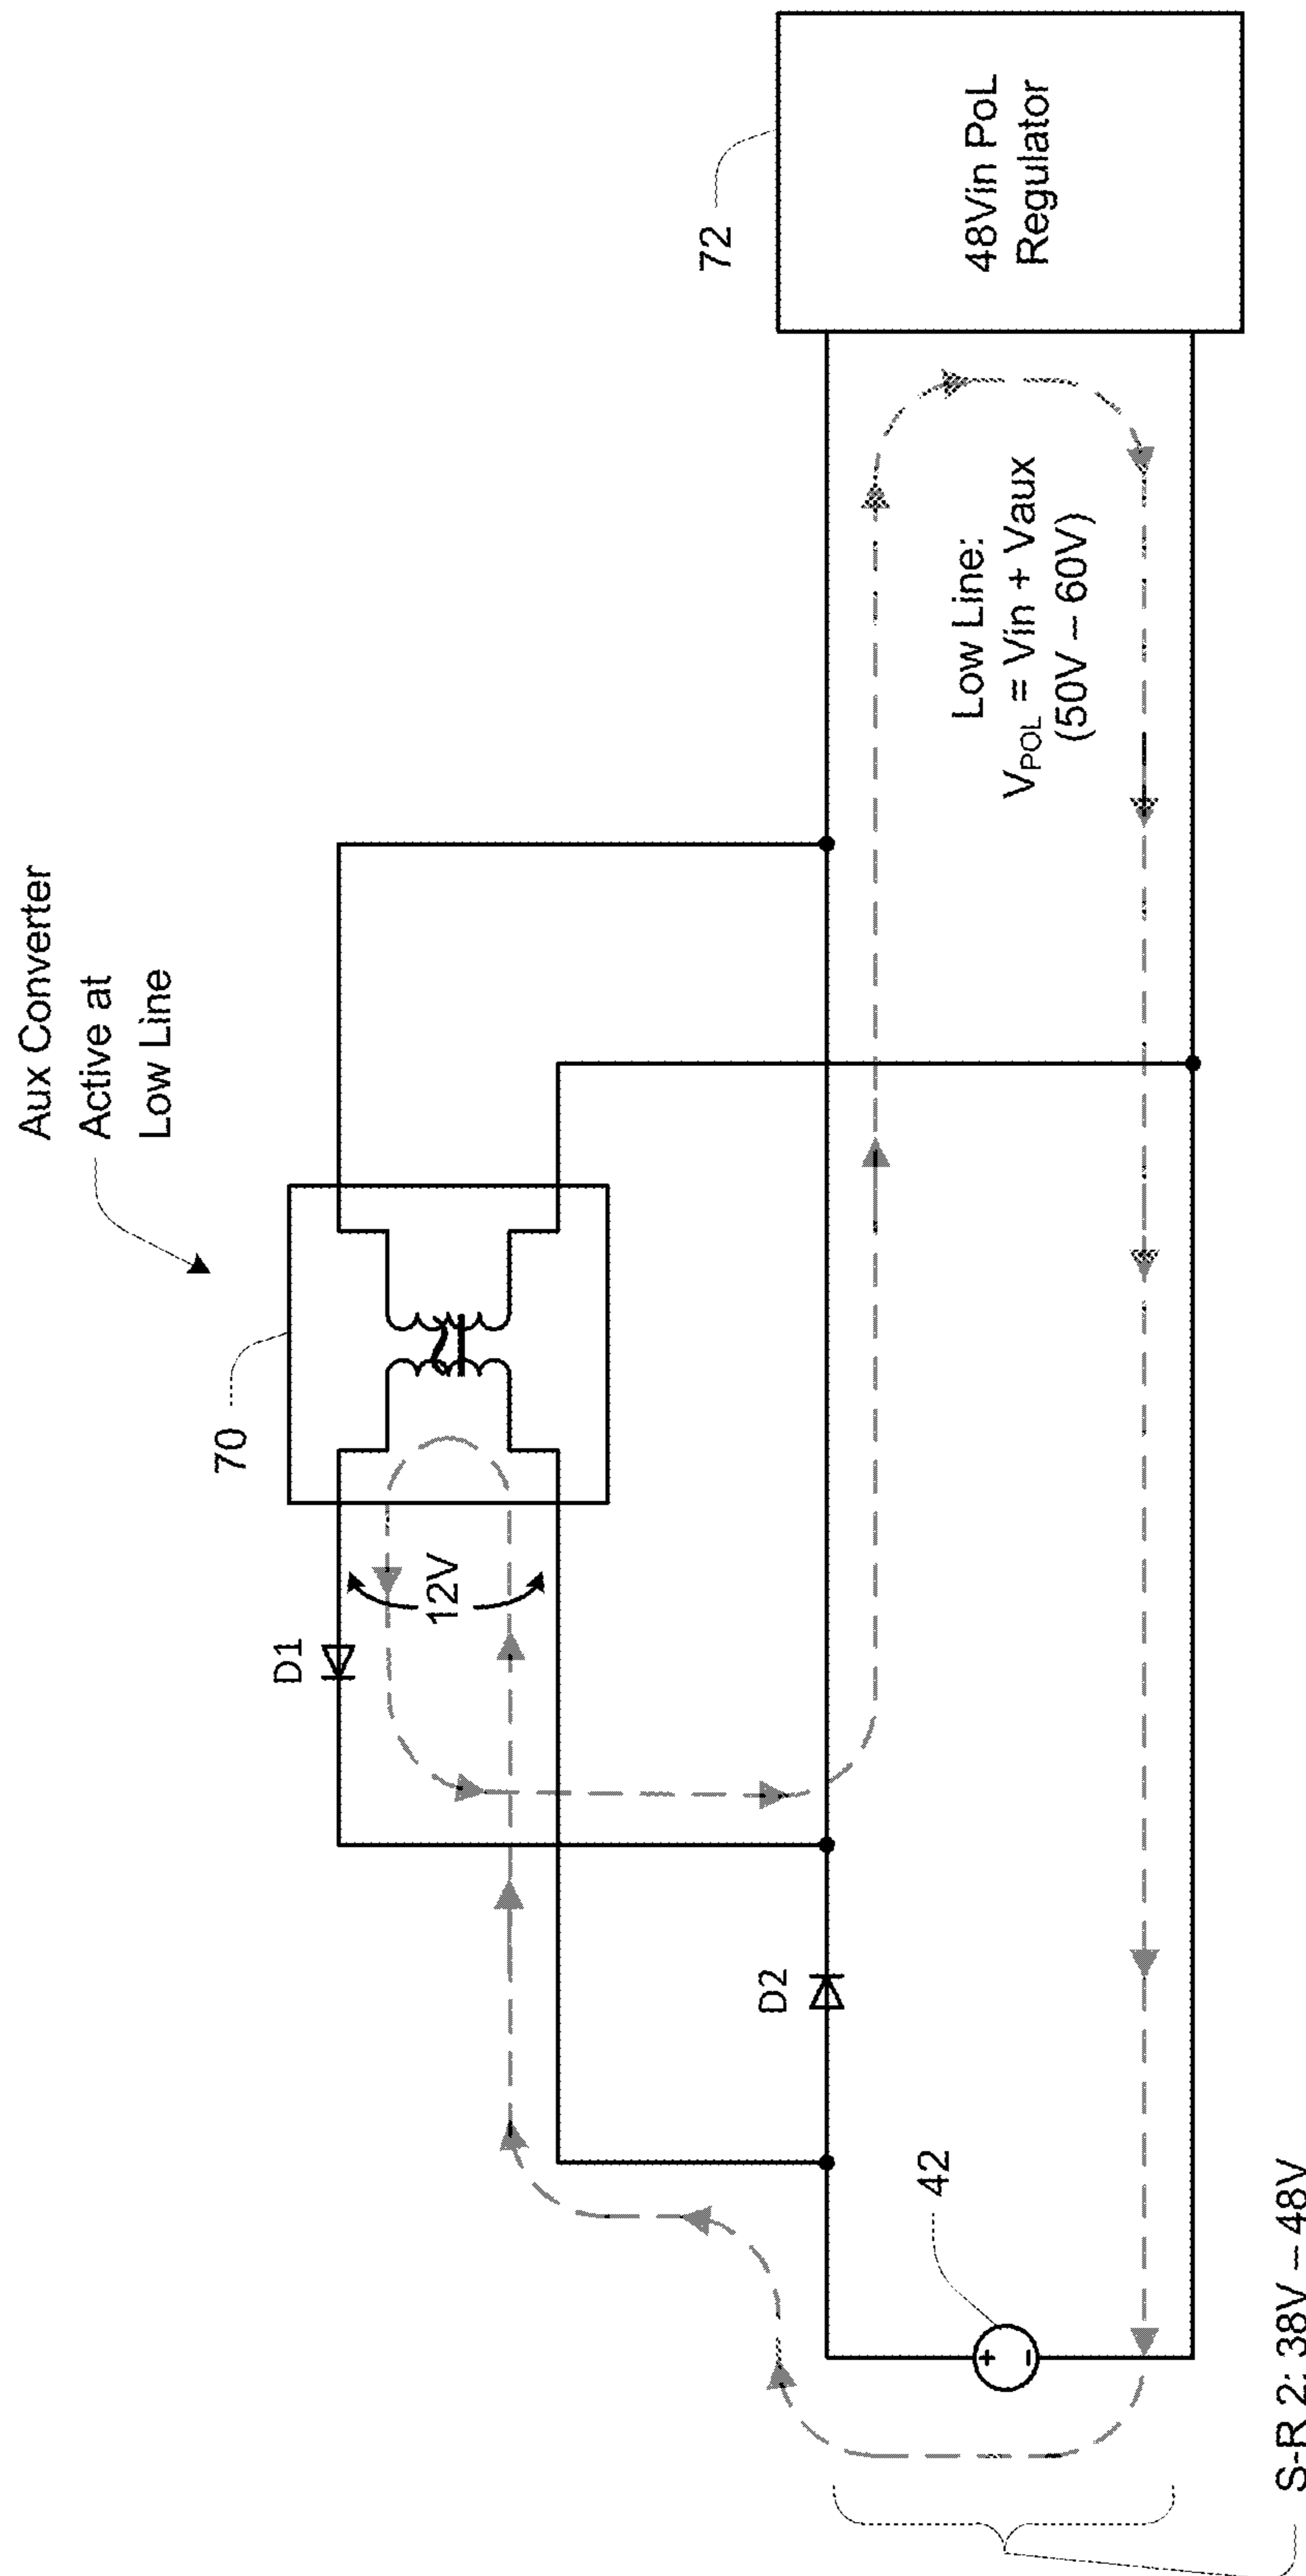 Aux Converter
Active at
Low Line
70
D1
12V
72
48Vin PoL
Regulator
D2
Low Line:
V_POL = Vin + Vaux
(50V – 60V)
42
+
–
S-R 2: 38V – 48V